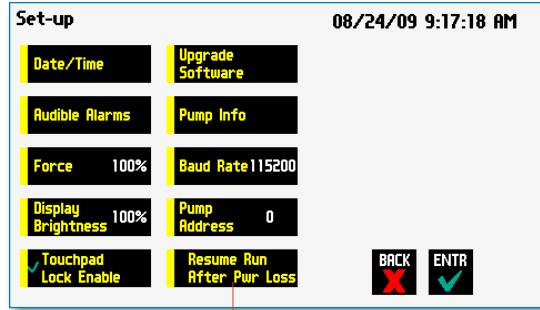 Set-up 08/24/09 9:17:18 AM
Date/Time
Upgrade
Software
Audible Alarms
Pump Info
Force 100%
Baud Rate 115200
Display
Brightness 100%
Pump
Address 0
Touchpad
Lock Enable
Resume Run
After Pwr Loss
BACK
ENTR